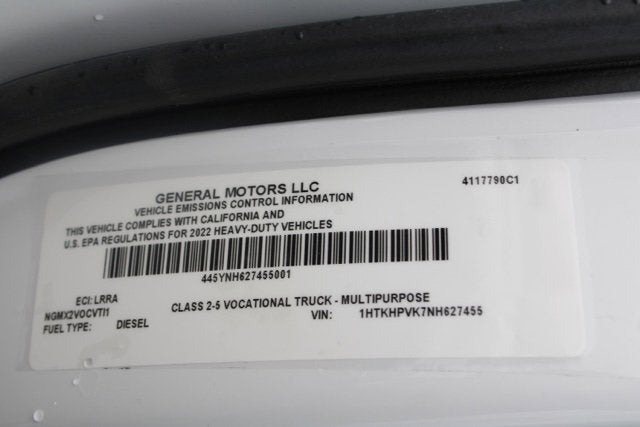 GENERAL MOTORS LLC
4117790C1
VEHICLE EMISSIONS CONTROL INFORMATION
THIS VEHICLE COMPLIES WITH CALIFORNIA AND
U.S. EPA REGULATIONS FOR 2022 HEAVY-DUTY VEHICLES
445YNH627455001
ECI: LRRA
CLASS 2-5 VOCATIONAL TRUCK - MULTIPURPOSE
NGMX2VOCVTI1
FUEL TYPE: DIESEL VIN: 1HTKHPVK7NH627455